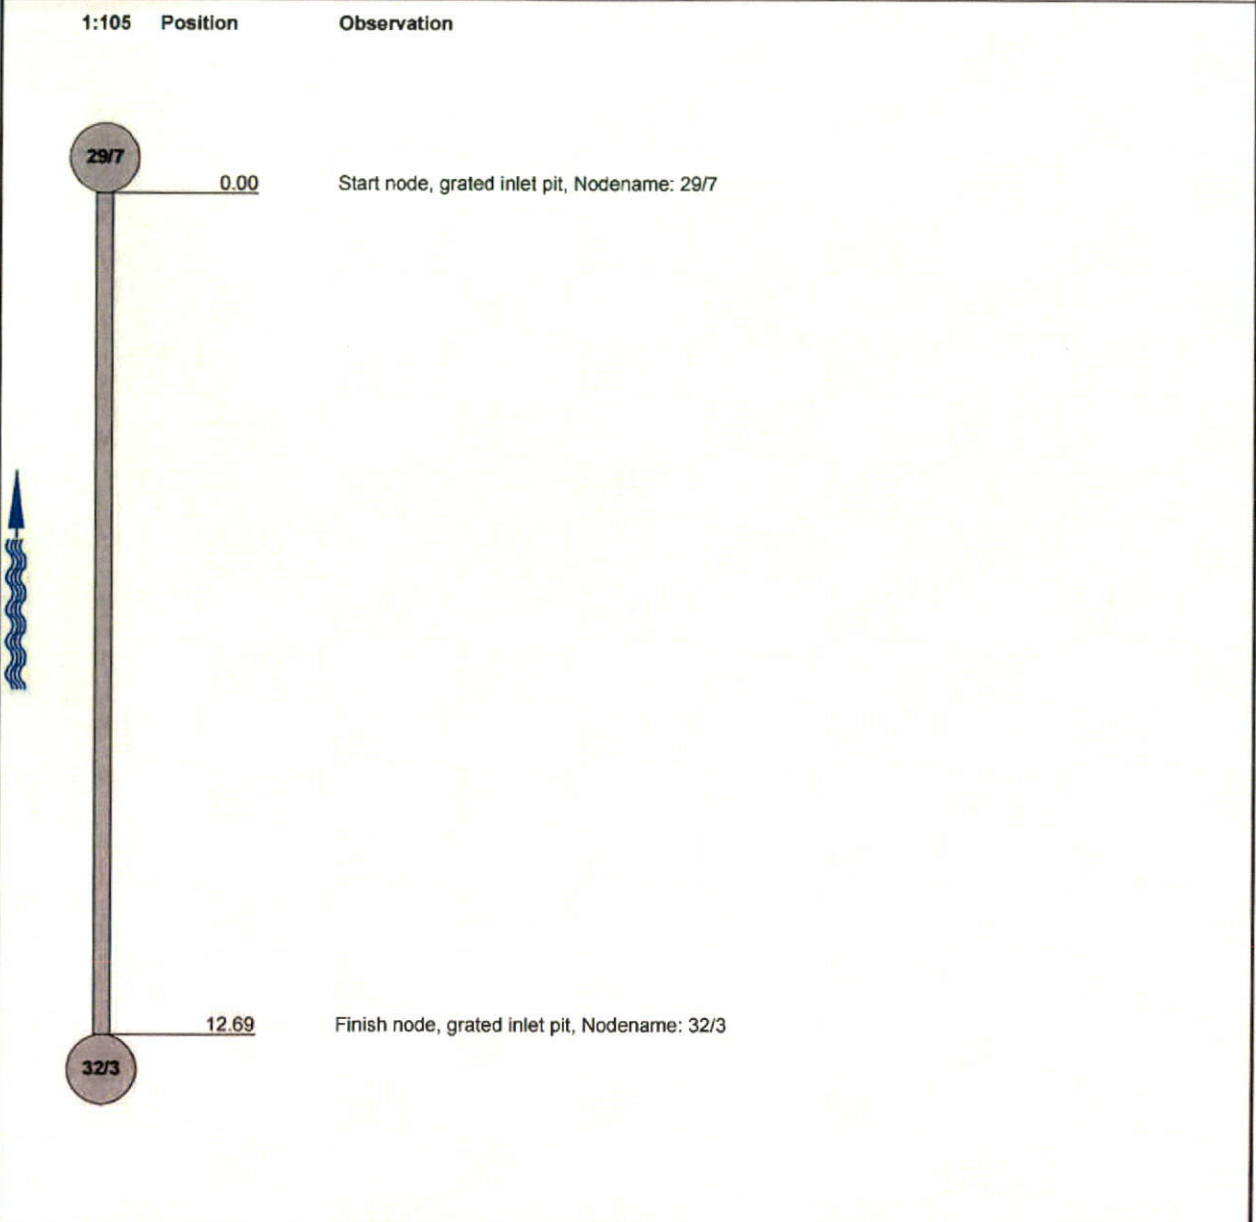 1:105 Position Observation
29/7
0.00 Start node, grated inlet pit, Nodename: 29/7
12.69 Finish node, grated inlet pit, Nodename: 32/3
32/3